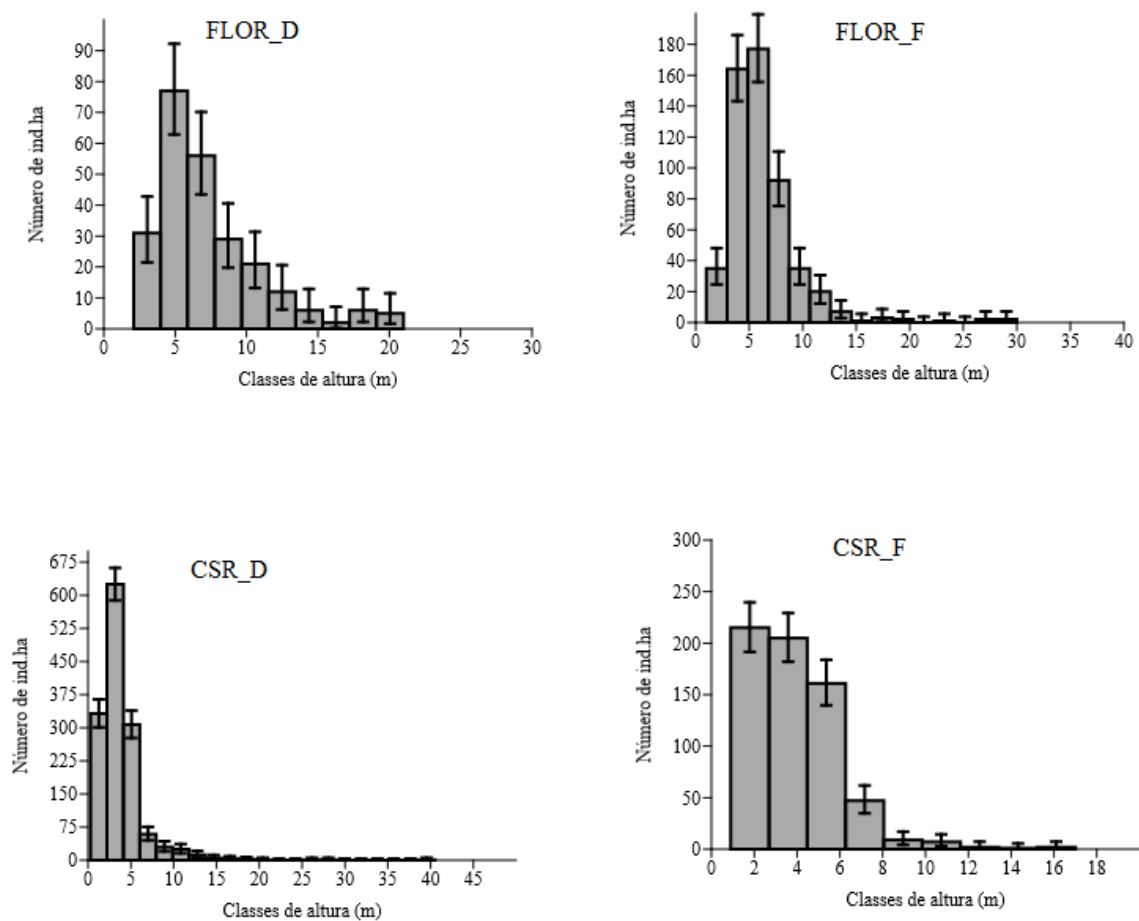 FLOR_D
Número de ind.ha
90
80
70
60
50
40
30
20
10
0
0 5 10 15 20 25 30
Classes de altura (m)
FLOR_F
Número de ind.ha
180
160
140
120
100
80
60
40
20
0
0 5 10 15 20 25 30 35 40
Classes de altura (m)
CSR_D
Número de ind.ha
675
600
525
450
375
300
225
150
75
0
0 5 10 15 20 25 30 35 40 45
Classes de altura (m)
CSR_F
Número de ind.ha
300
250
200
150
100
50
0
0 2 4 6 8 10 12 14 16 18
Classes de altura (m)